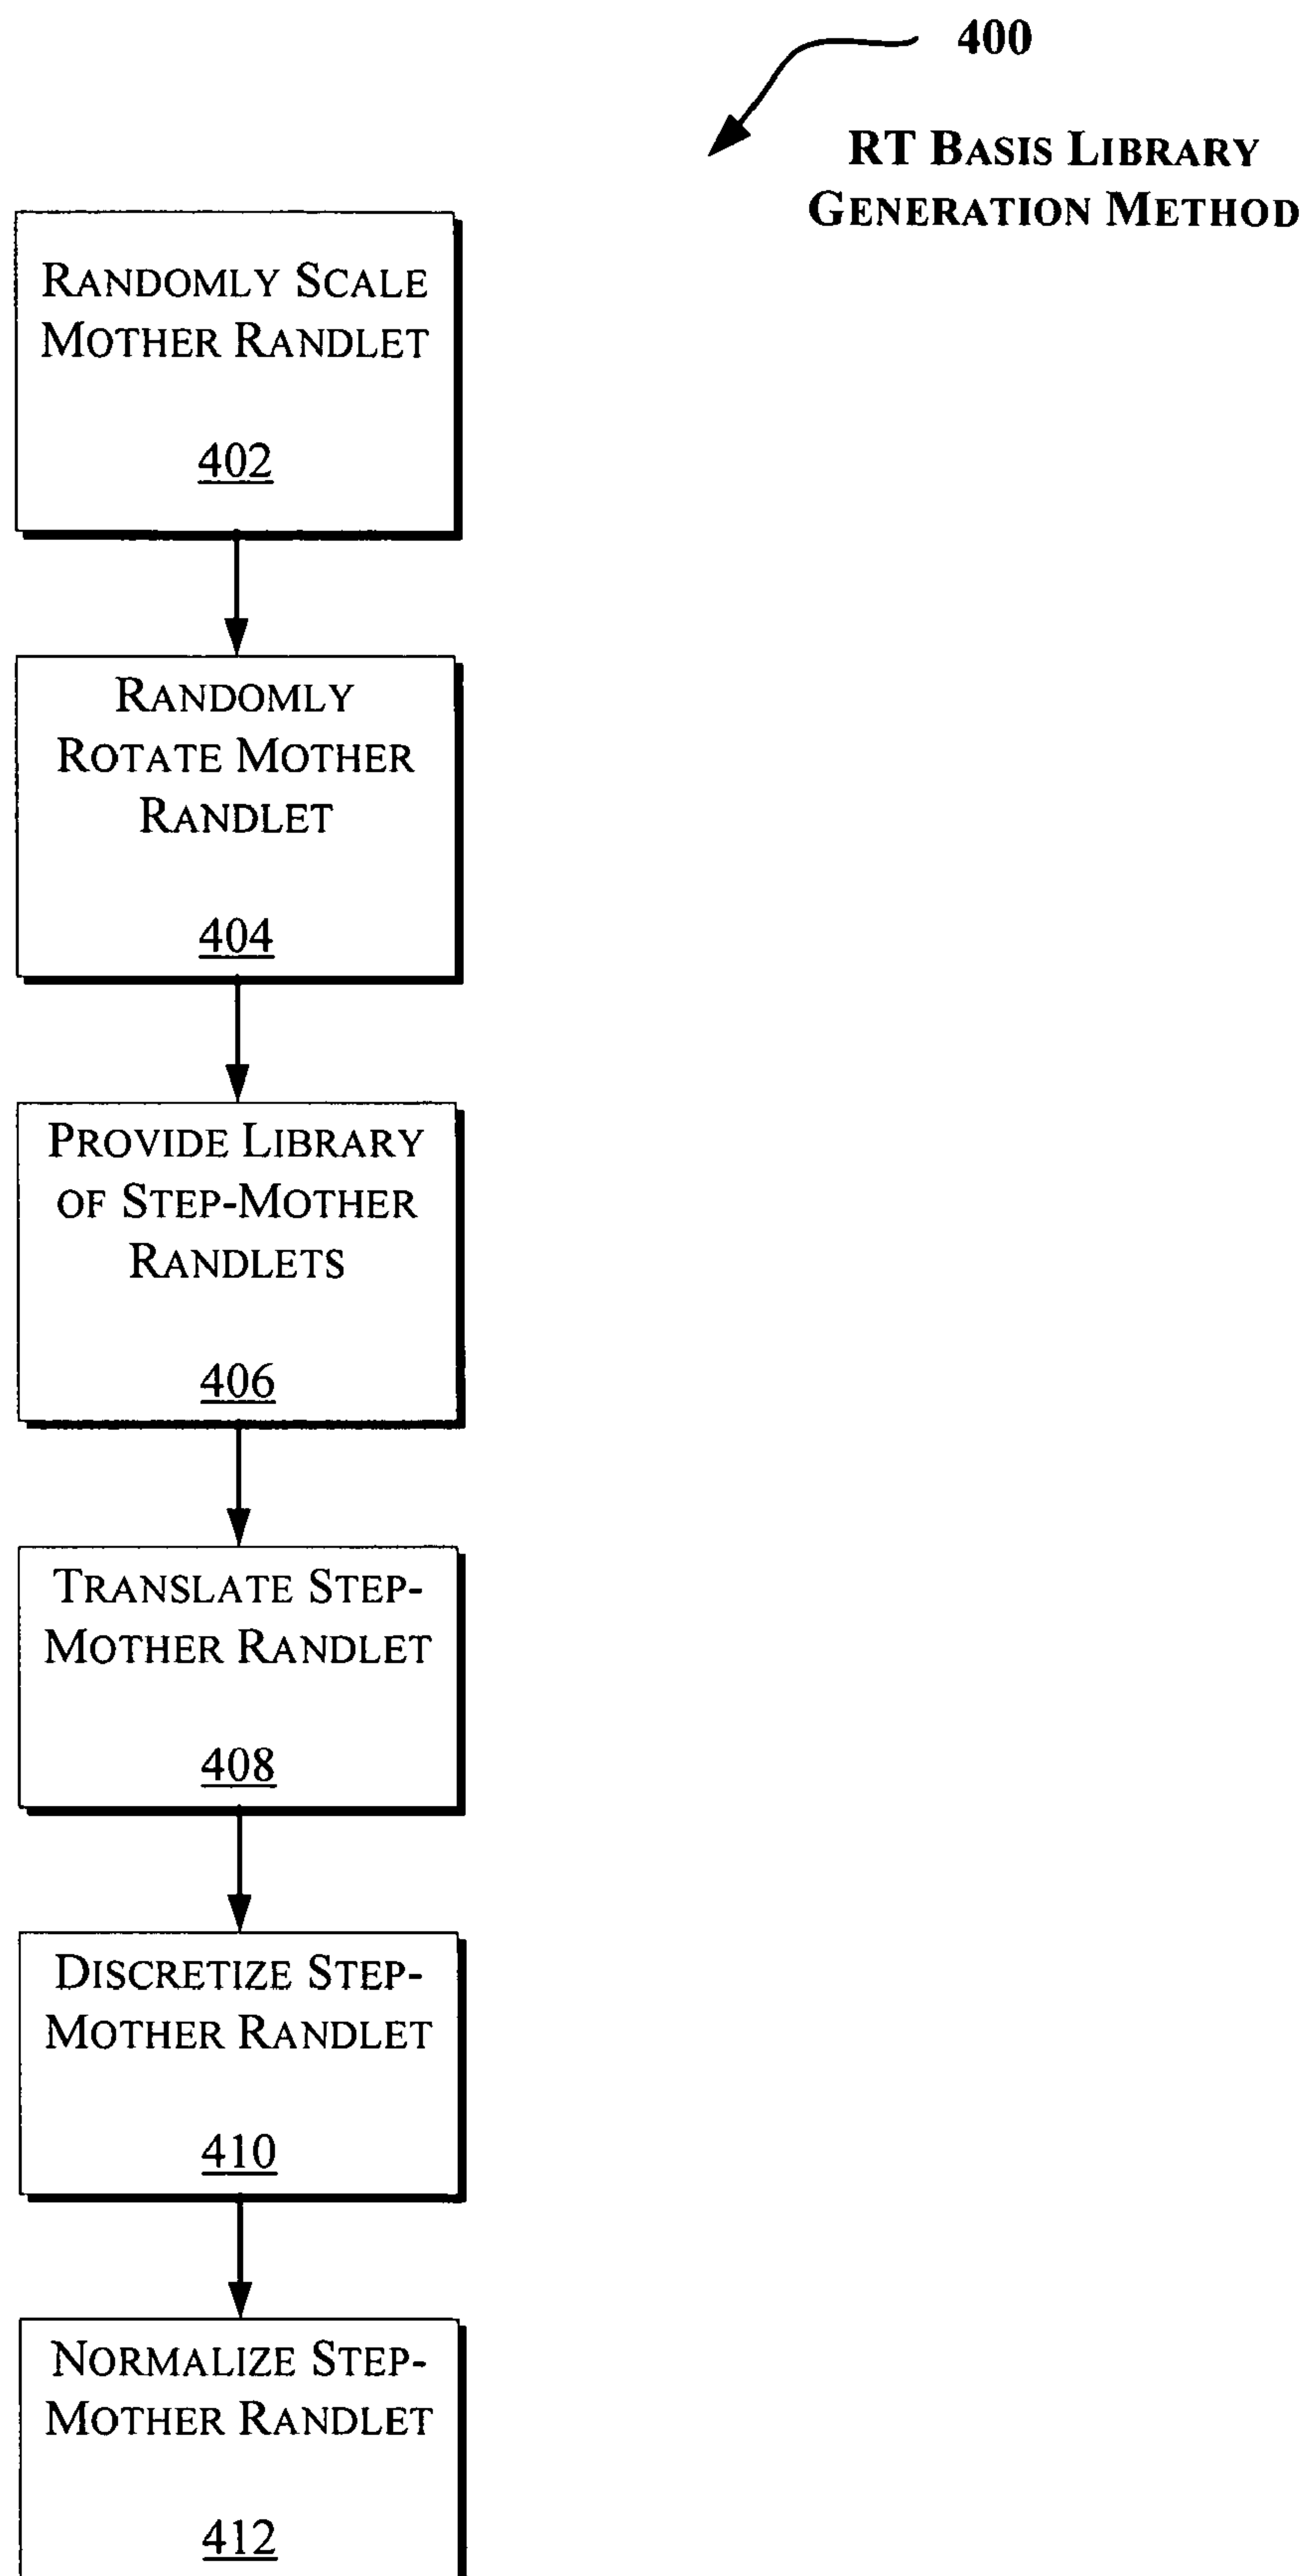 400
RT BASIS LIBRARY
GENERATION METHOD
RANDOMLY SCALE
MOTHER RANDLET
402
RANDOMLY
ROTATE MOTHER
RANDLET
404
PROVIDE LIBRARY
OF STEP-MOTHER
RANDLETS
406
TRANSLATE STEP-
MOTHER RANDLET
408
DISCRETIZE STEP-
MOTHER RANDLET
410
NORMALIZE STEP-
MOTHER RANDLET
412